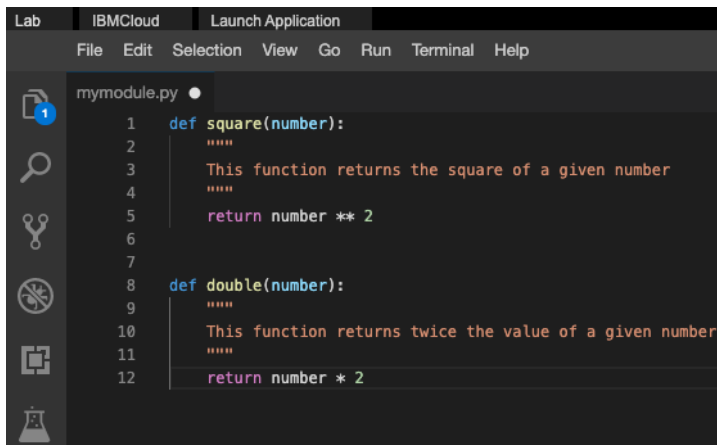 Lab IBMCloud Launch Application
File Edit Selection View Go Run Terminal Help
1
mymodule.py
1 def square(number):
2 """
3 This function returns the square of a given number
4 """
5 return number ** 2
6
7
8 def double(number):
9 """
10 This function returns twice the value of a given number
11 """
12 return number * 2